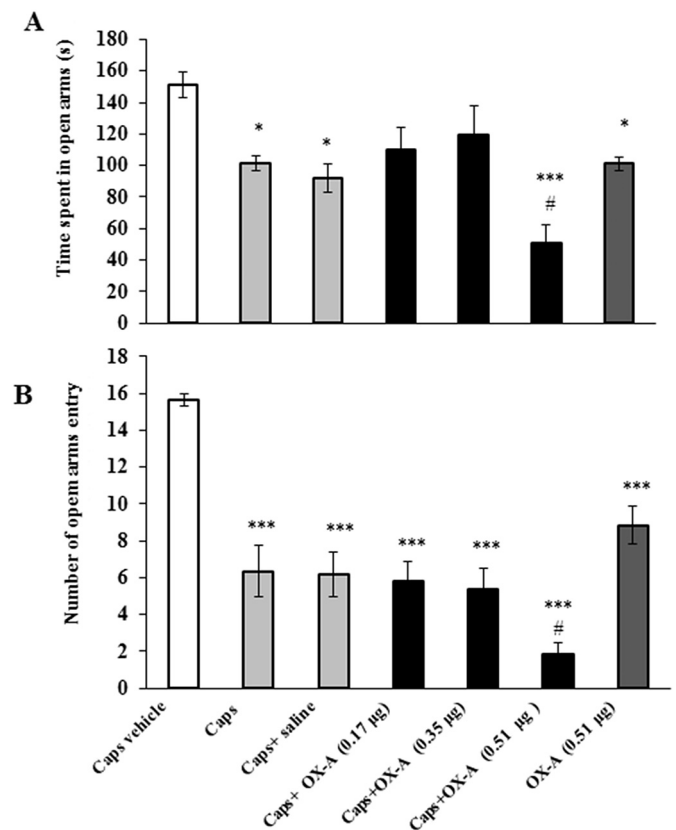 A
Time spent in open arms (s)
180
160
140
120
100
80
60
40
20
0
*
*
***
#
*
B
Number of opem arms entry
18
16
14
12
10
8
6
4
2
0
***
***
***
***
***
#
***
Caps vehicle
Caps
Caps+ saline
Caps+ OX-A (0.17 µg)
Caps+OX-A (0.35 µg)
Caps+OX-A (0.51 µg )
OX-A (0.51 µg)